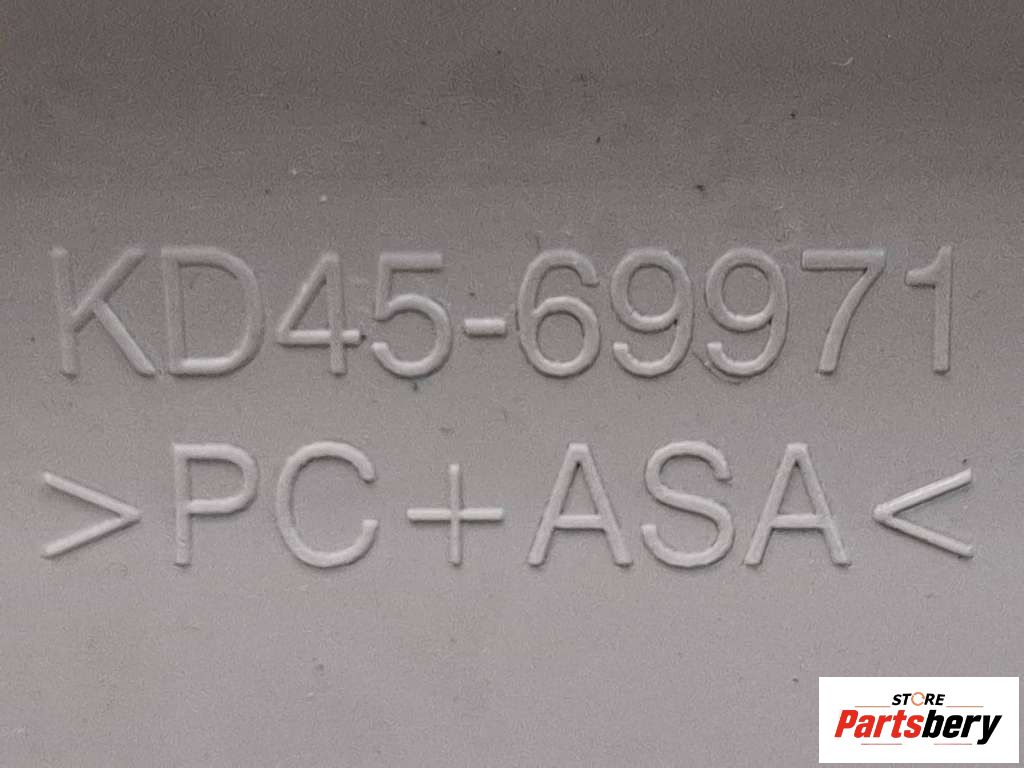 KD45-69971
>PC+ASA<
STORE
Partsbery